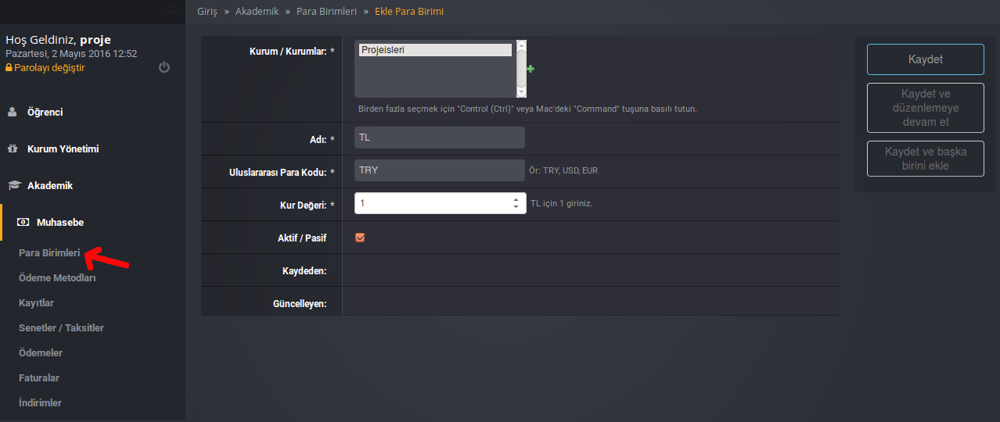 Giriş » Akademik » Para Birimleri » Ekle Para Birimi
Hoş Geldiniz, proje
Pazartesi, 2 Mayıs 2016 12:52
Parolayı değiştir
Öğrenci
Kurum Yönetimi
Akademik
Muhasebe
Para Birimleri
Ödeme Metodları
Kayıtlar
Senetler / Taksitler
Ödemeler
Faturalar
İndirimler
Kurum / Kurumlar: *
Projeisleri
Birden fazla seçmek için "Control (Ctrl)" veya Mac'deki "Command" tuşuna basılı tutun.
Adı: * TL
Uluslararası Para Kodu: * TRY Ör: TRY, USD, EUR
Kur Değeri: * 1 TL için 1 giriniz.
Aktif / Pasif
Kaydeden:
Güncelleyen:
Kaydet
Kaydet ve
düzenlemeye
devam et
Kaydet ve başka
birini ekle